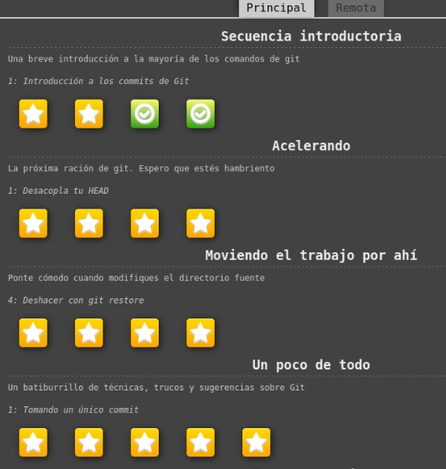 Principal Remota
Secuencia introductoria
Una breve introducción a la mayoría de los comandos de git
1: Introducción a los commits de Git
Acelerando
La próxima ración de git. Espero que estés hambriento
1: Desacopla tu HEAD
Moviendo el trabajo por ahí
Ponte cómodo cuando modifiques el directorio fuente
4: Deshacer con git restore
Un poco de todo
Un batiburrillo de técnicas, trucos y sugerencias sobre Git
1: Tomando un único commit